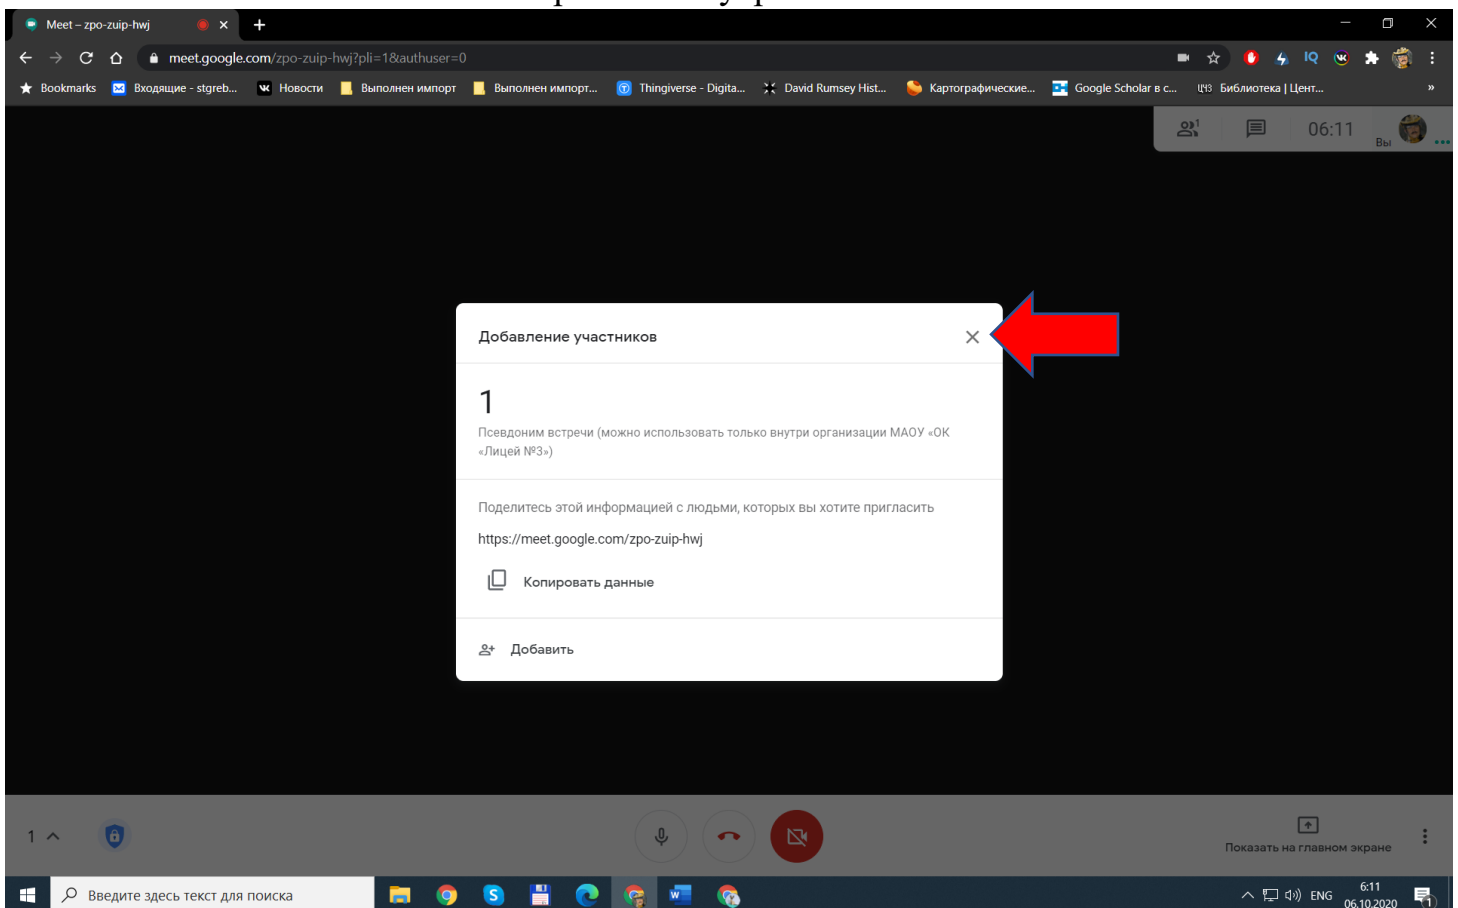 Meet – zpo-zuip-hwj
meet.google.com/zpo-zuip-hwj?pli=1&authuser=0
IQ
Bookmarks Входящие - stgreb... Новости Выполнен импорт Выполнен импорт... Thingiverse - Digita... David Rumsey Hist... Картографические... Google Scholar в с... Библиотека | Цент... »
1 06:11 Вы
Добавление участников
1
Псевдоним встречи (можно использовать только внутри организации МАОУ «ОК
«Лицей №3»)
Поделитесь этой информацией с людьми, которых вы хотите пригласить
https://meet.google.com/zpo-zuip-hwj
Копировать данные
Добавить
1
Показать на главном экране
Введите здесь текст для поиска
ENG
6:11
06.10.2020
1